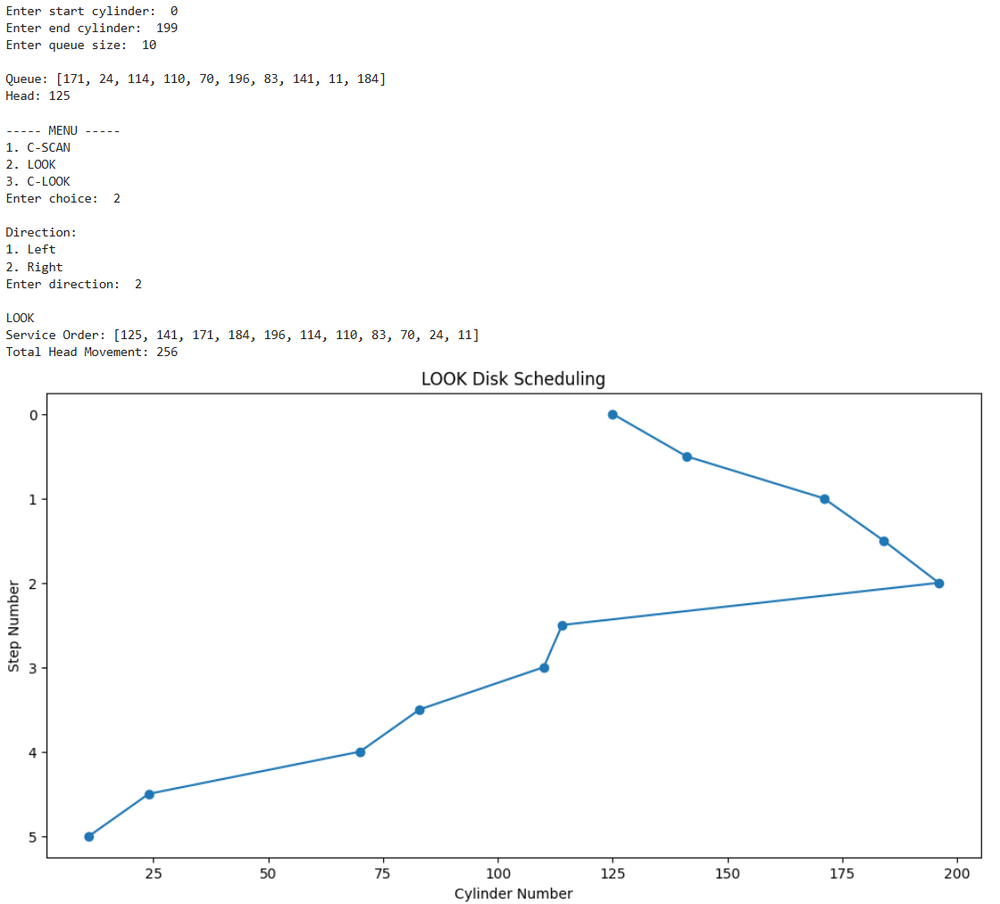 Enter start cylinder:  0
Enter end cylinder:  199
Enter queue size:  10
Queue: [171, 24, 114, 110, 70, 196, 83, 141, 11, 184]
Head: 125
----- MENU -----
1. C-SCAN
2. LOOK
3. C-LOOK
Enter choice:  2
Direction:
1. Left
2. Right
Enter direction:  2
LOOK
Service Order: [125, 141, 171, 184, 196, 114, 110, 83, 70, 24, 11]
Total Head Movement: 256
LOOK Disk Scheduling
Step Number
0
1
2
3
4
5
25 50 75 100 125 150 175 200
Cylinder Number